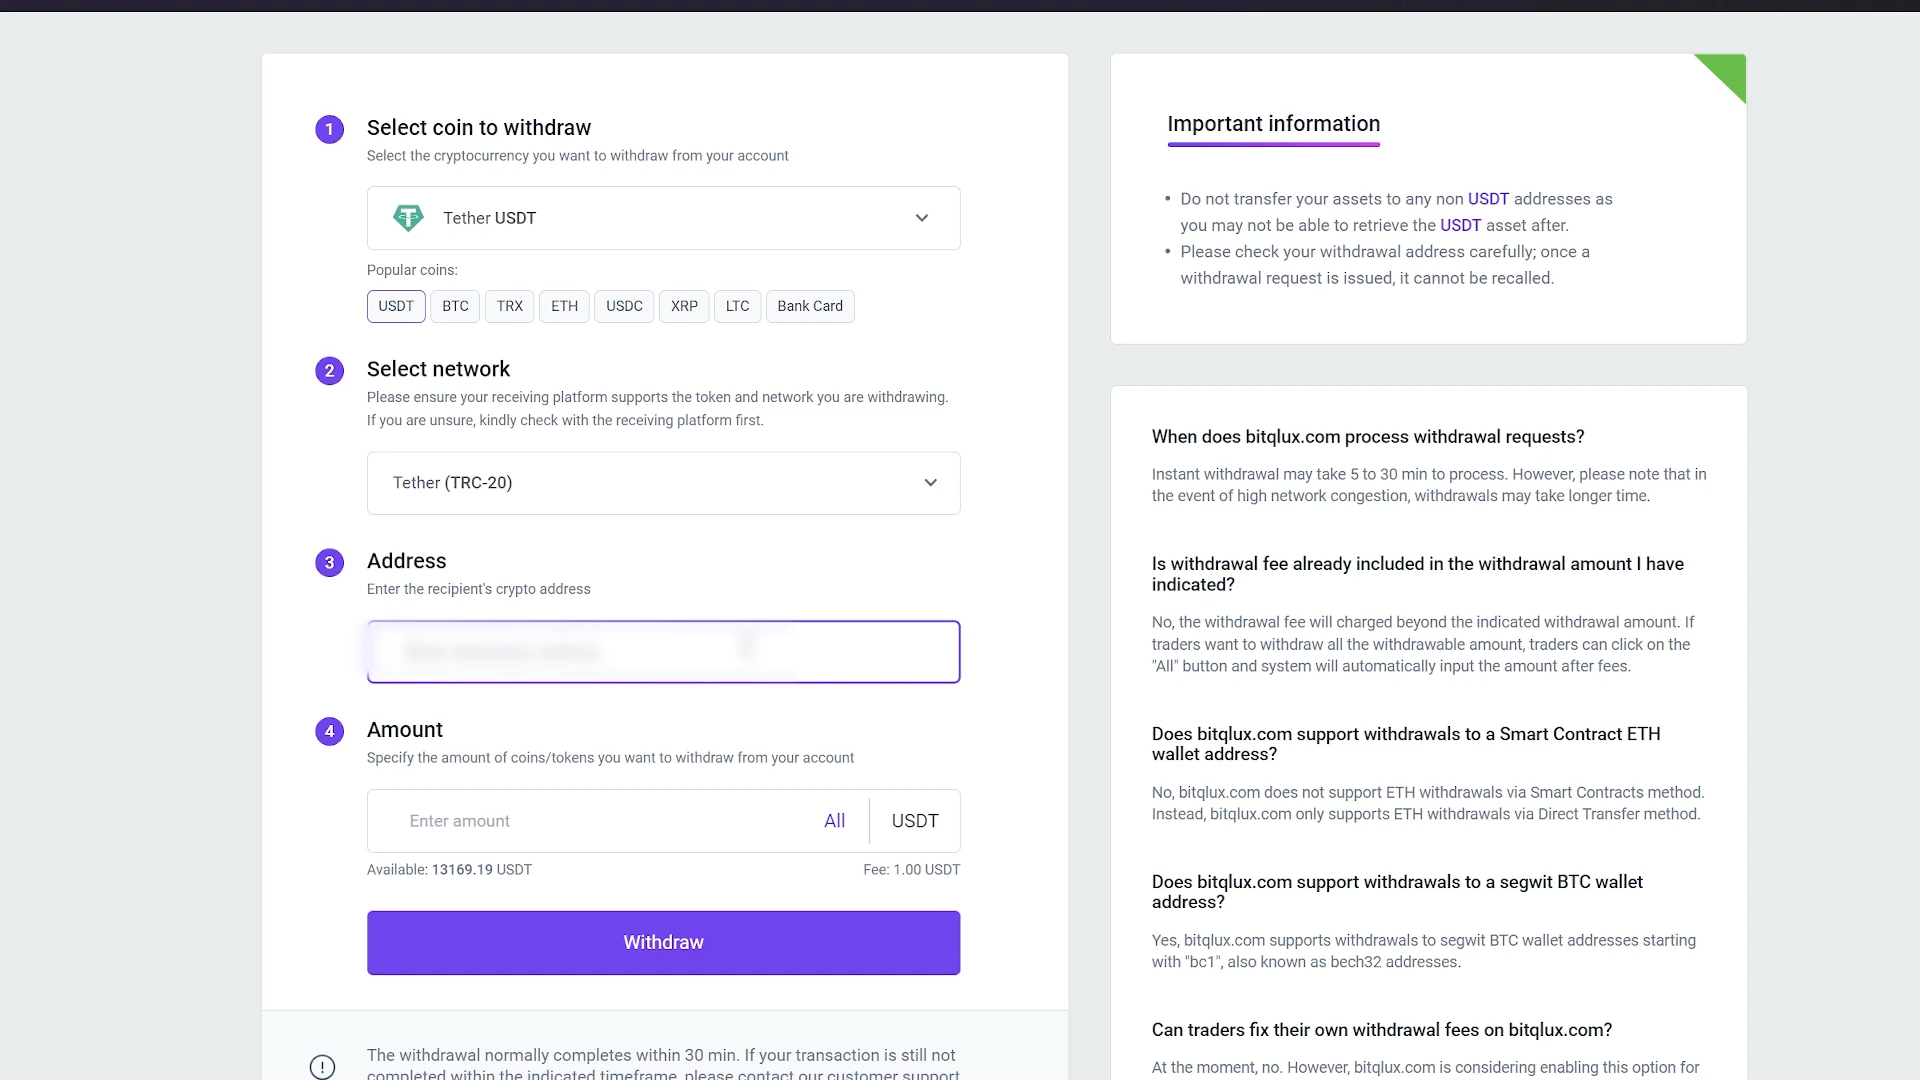 1
Select coin to withdraw
Select the cryptocurrency you want to withdraw from your account
Tether USDT
Popular coins:
USDT BTC TRX ETH USDC XRP LTC Bank Card
2
Select network
Please ensure your receiving platform supports the token and network you are withdrawing.
If you are unsure, kindly check with the receiving platform first.
Tether (TRC-20)
3
Address
Enter the recipient's crypto address
4
Amount
Specify the amount of coins/tokens you want to withdraw from your account
Enter amount All USDT
Available: 13169.19 USDT Fee: 1.00 USDT
Withdraw
The withdrawal normally completes within 30 min. If your transaction is still not
completed within the indicated timeframe, please contact our customer support
Important information
• Do not transfer your assets to any non USDT addresses as
you may not be able to retrieve the USDT asset after.
• Please check your withdrawal address carefully; once a
withdrawal request is issued, it cannot be recalled.
When does bitqlux.com process withdrawal requests?
Instant withdrawal may take 5 to 30 min to process. However, please note that in
the event of high network congestion, withdrawals may take longer time.
Is withdrawal fee already included in the withdrawal amount I have
indicated?
No, the withdrawal fee will charged beyond the indicated withdrawal amount. If
traders want to withdraw all the withdrawable amount, traders can click on the
"All" button and system will automatically input the amount after fees.
Does bitqlux.com support withdrawals to a Smart Contract ETH
wallet address?
No, bitqlux.com does not support ETH withdrawals via Smart Contracts method.
Instead, bitqlux.com only supports ETH withdrawals via Direct Transfer method.
Does bitqlux.com support withdrawals to a segwit BTC wallet
address?
Yes, bitqlux.com supports withdrawals to segwit BTC wallet addresses starting
with "bc1", also known as bech32 addresses.
Can traders fix their own withdrawal fees on bitqlux.com?
At the moment, no. However, bitqlux.com is considering enabling this option for